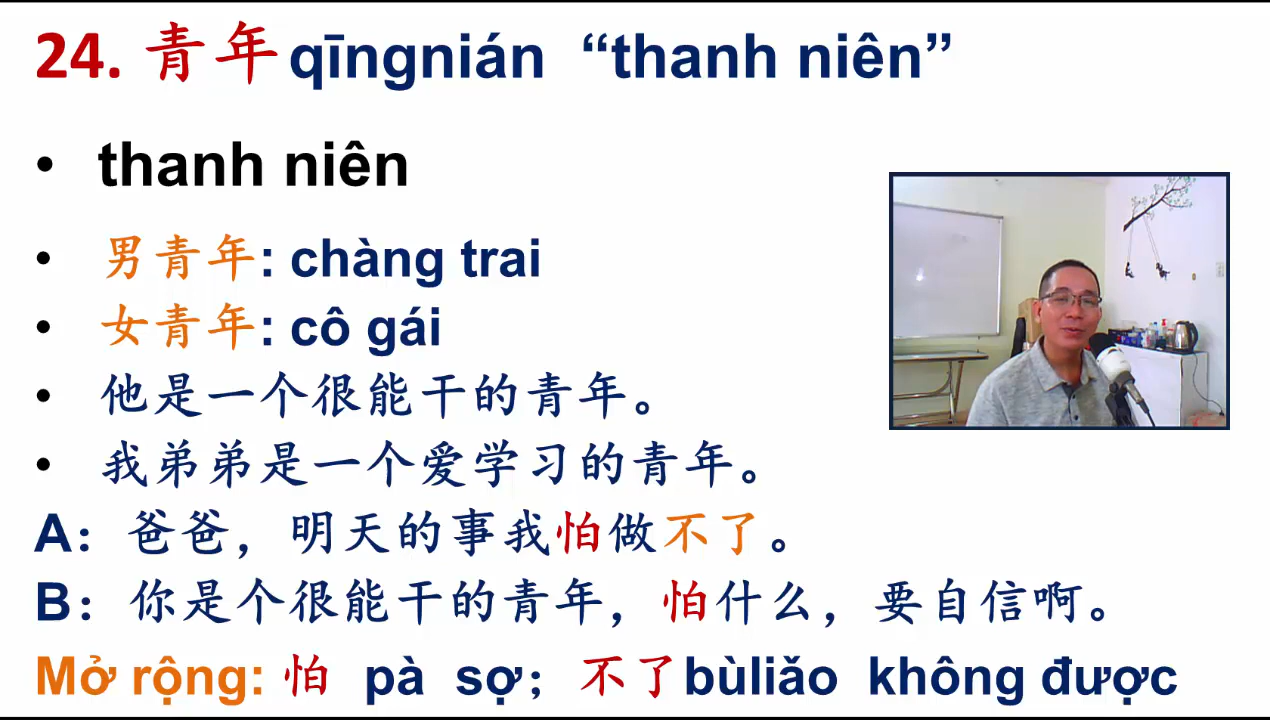 24. 青年 qīngnián “thanh niên”
• thanh niên
• 男青年: chàng trai
• 女青年: cô gái
• 他是一个很能干的青年。
• 我弟弟是一个爱学习的青年。
A：爸爸，明天的事我怕做不了。
B：你是个很能干的青年，怕什么，要自信啊。
Mở rộng: 怕 pà sợ; 不了 bùliǎo không được